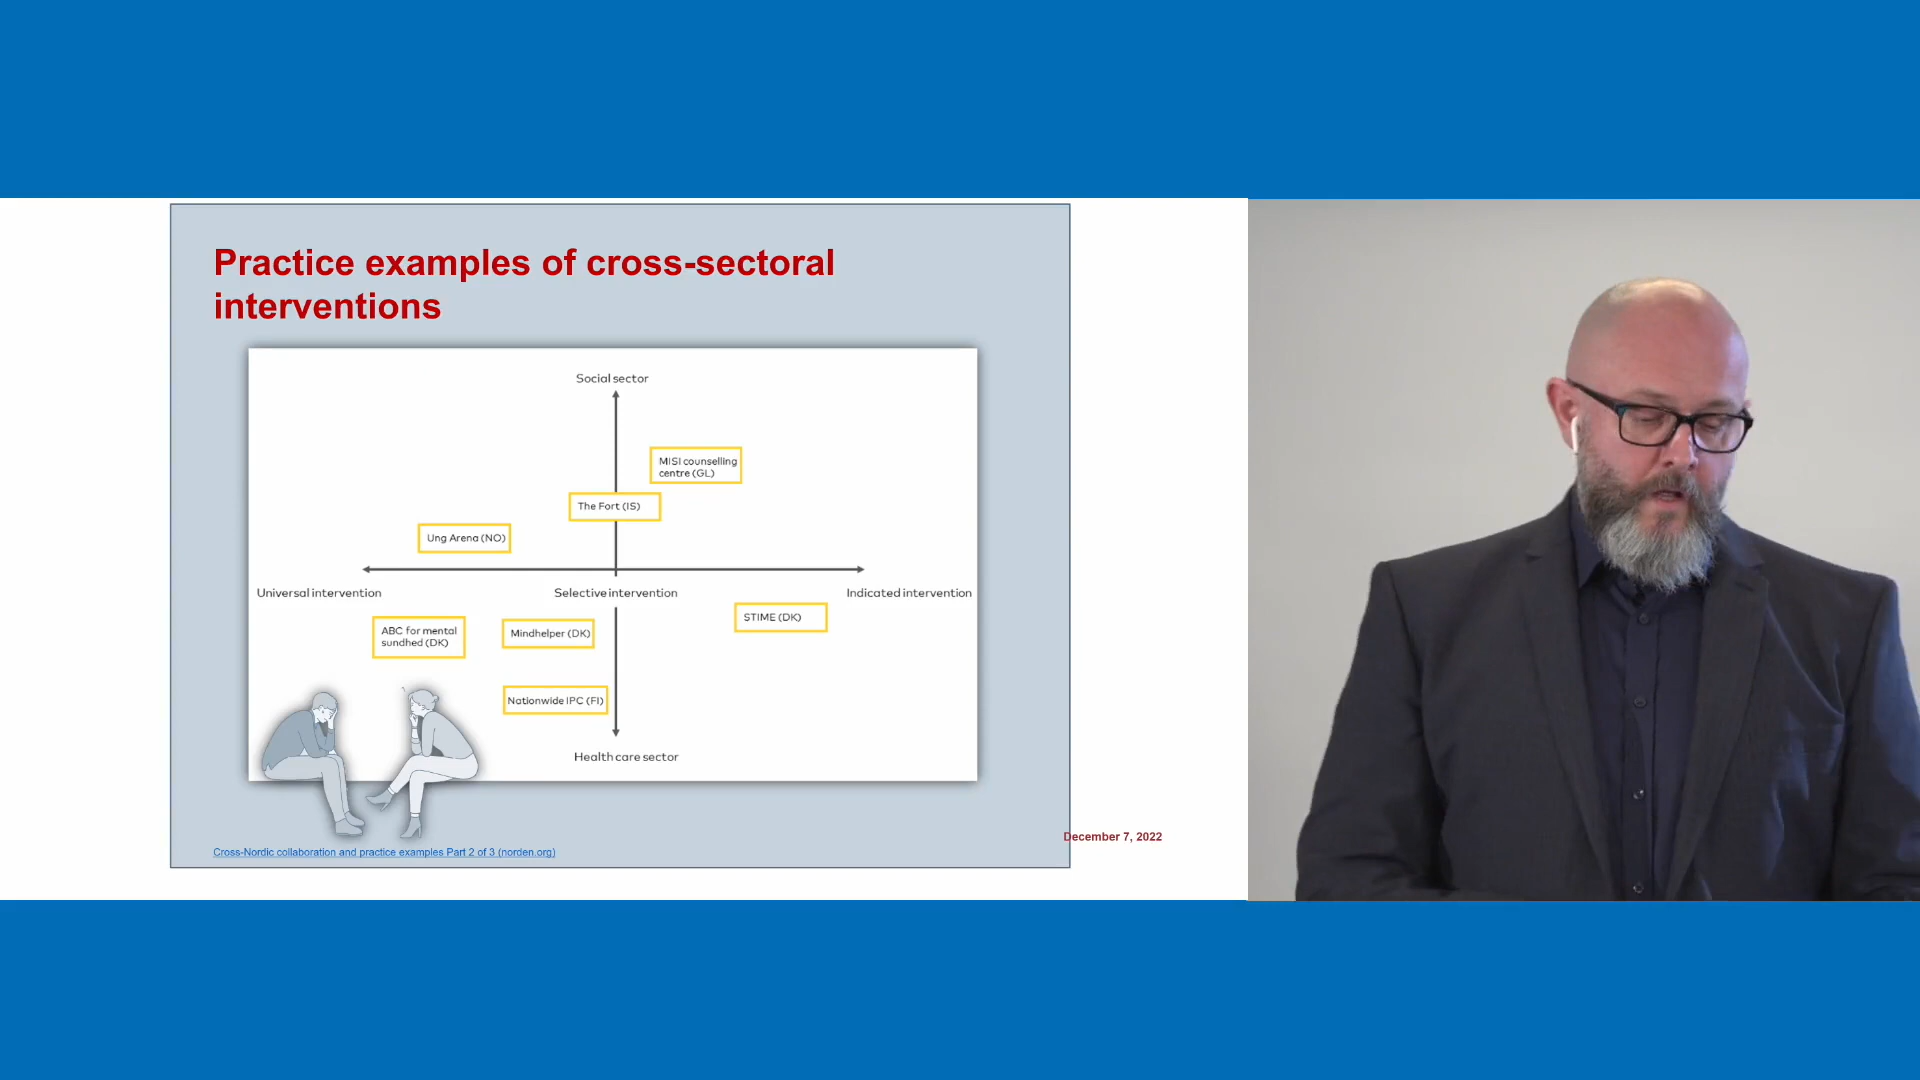 Practice examples of cross-sectoral
interventions
Social sector
MISI counselling
centre (GL)
The Fort (IS)
Ung Arena (NO)
Universal intervention
Selective intervention
Indicated intervention
ABC for mental
sundhed (DK)
Mindhelper (DK)
STIME (DK)
Nationwide IPC (FI)
Health care sector
December 7, 2022
Cross-Nordic collaboration and practice examples Part 2 of 3 (norden.org)